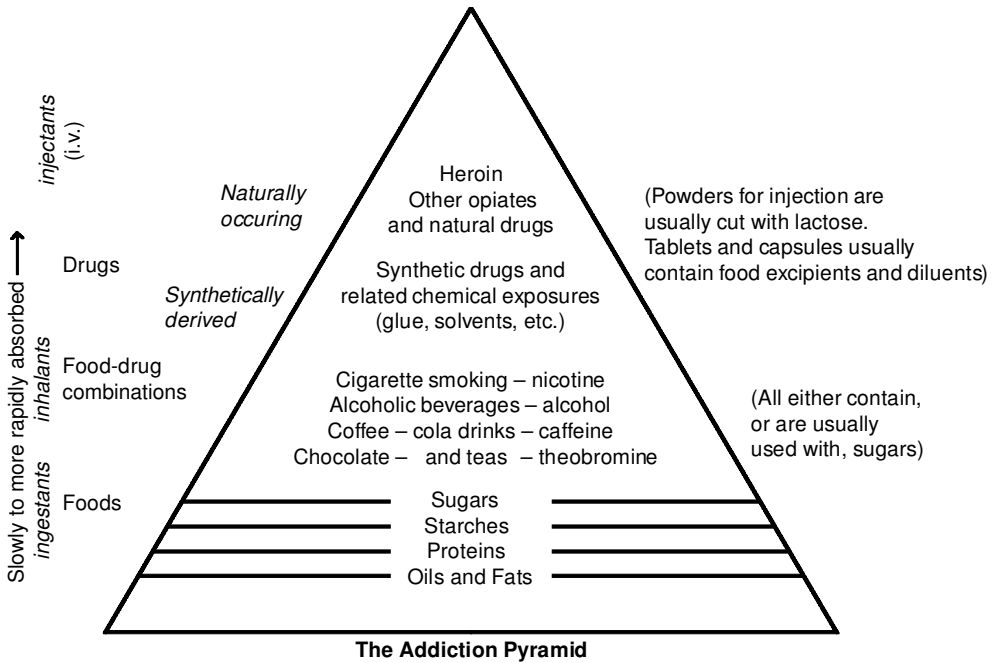 injectants
(i.v.)
Naturally
occuring
Heroin
Other opiates
and natural drugs
(Powders for injection are
usually cut with lactose.
Tablets and capsules usually
contain food excipients and diluents)
Drugs
Synthetically
derived
Synthetic drugs and
related chemical exposures
(glue, solvents, etc.)
Slowly to more rapidly absorbed
inhalants
Food-drug
combinations
Cigarette smoking – nicotine
Alcoholic beverages – alcohol
Coffee – cola drinks – caffeine
Chocolate – and teas – theobromine
(All either contain,
or are usually
used with, sugars)
ingestants
Foods
Sugars
Starches
Proteins
Oils and Fats
The Addiction Pyramid